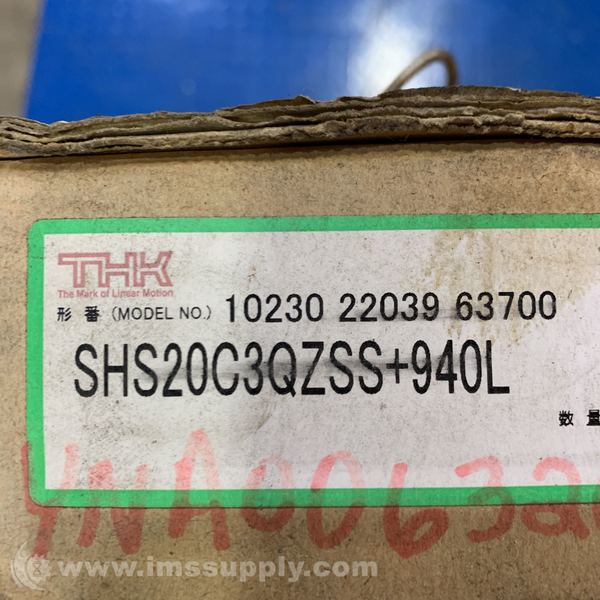 THK
The Mark of Linear Motion
形 番 (MODEL NO.) 10230 22039 63700
SHS20C3QZSS+940L
数 量
YNA00632
www.imssupply.com